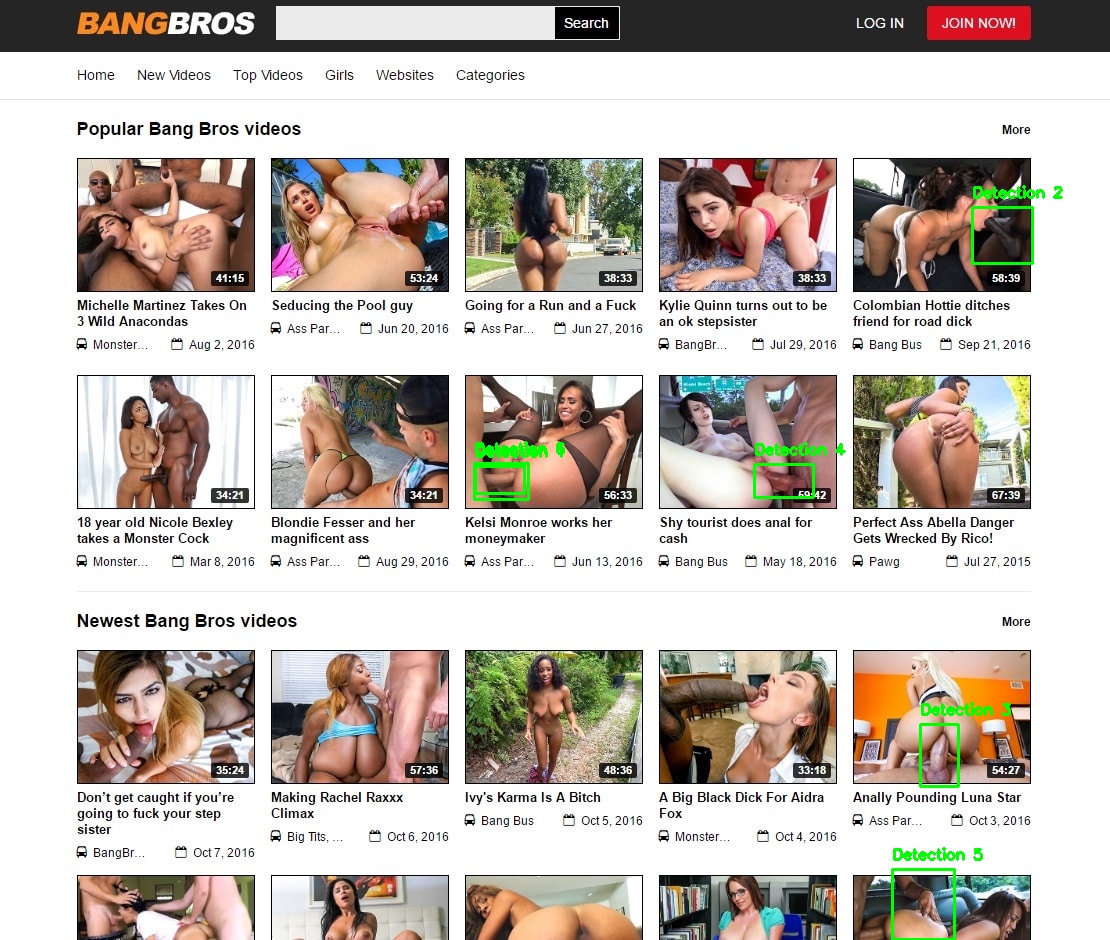 BANGBROS
Search
LOG IN
JOIN NOW!
Home
New Videos
Top Videos
Girls
Websites
Categories
Popular Bang Bros videos
More
Detection 2
41:15
53:24
38:33
38:33
58:39
Michelle Martinez Takes On
3 Wild Anacondas
Monster...
Aug 2, 2016
Seducing the Pool guy
Ass Par...
Jun 20, 2016
Going for a Run and a Fuck
Ass Par...
Jun 27, 2016
Kylie Quinn turns out to be
an ok stepsister
BangBr...
Jul 29, 2016
Colombian Hottie ditches
friend for road dick
Bang Bus
Sep 21, 2016
Detection 4
34:21
34:21
56:33
59:42
67:39
18 year old Nicole Bexley
takes a Monster Cock
Monster...
Mar 8, 2016
Blondie Fesser and her
magnificent ass
Ass Par...
Aug 29, 2016
Kelsi Monroe works her
moneymaker
Ass Par...
Jun 13, 2016
Shy tourist does anal for
cash
Bang Bus
May 18, 2016
Perfect Ass Abella Danger
Gets Wrecked By Rico!
Pawg
Jul 27, 2015
Newest Bang Bros videos
More
Detection 3
35:24
57:36
48:36
33:18
54:27
Don't get caught if you're
going to fuck your step
sister
BangBr...
Oct 7, 2016
Making Rachel Raxxx
Climax
Big Tits, ...
Oct 6, 2016
Ivy's Karma Is A Bitch
Bang Bus
Oct 5, 2016
A Big Black Dick For Aidra
Fox
Monster...
Oct 4, 2016
Anally Pounding Luna Star
Ass Par...
Oct 3, 2016
Detection 5